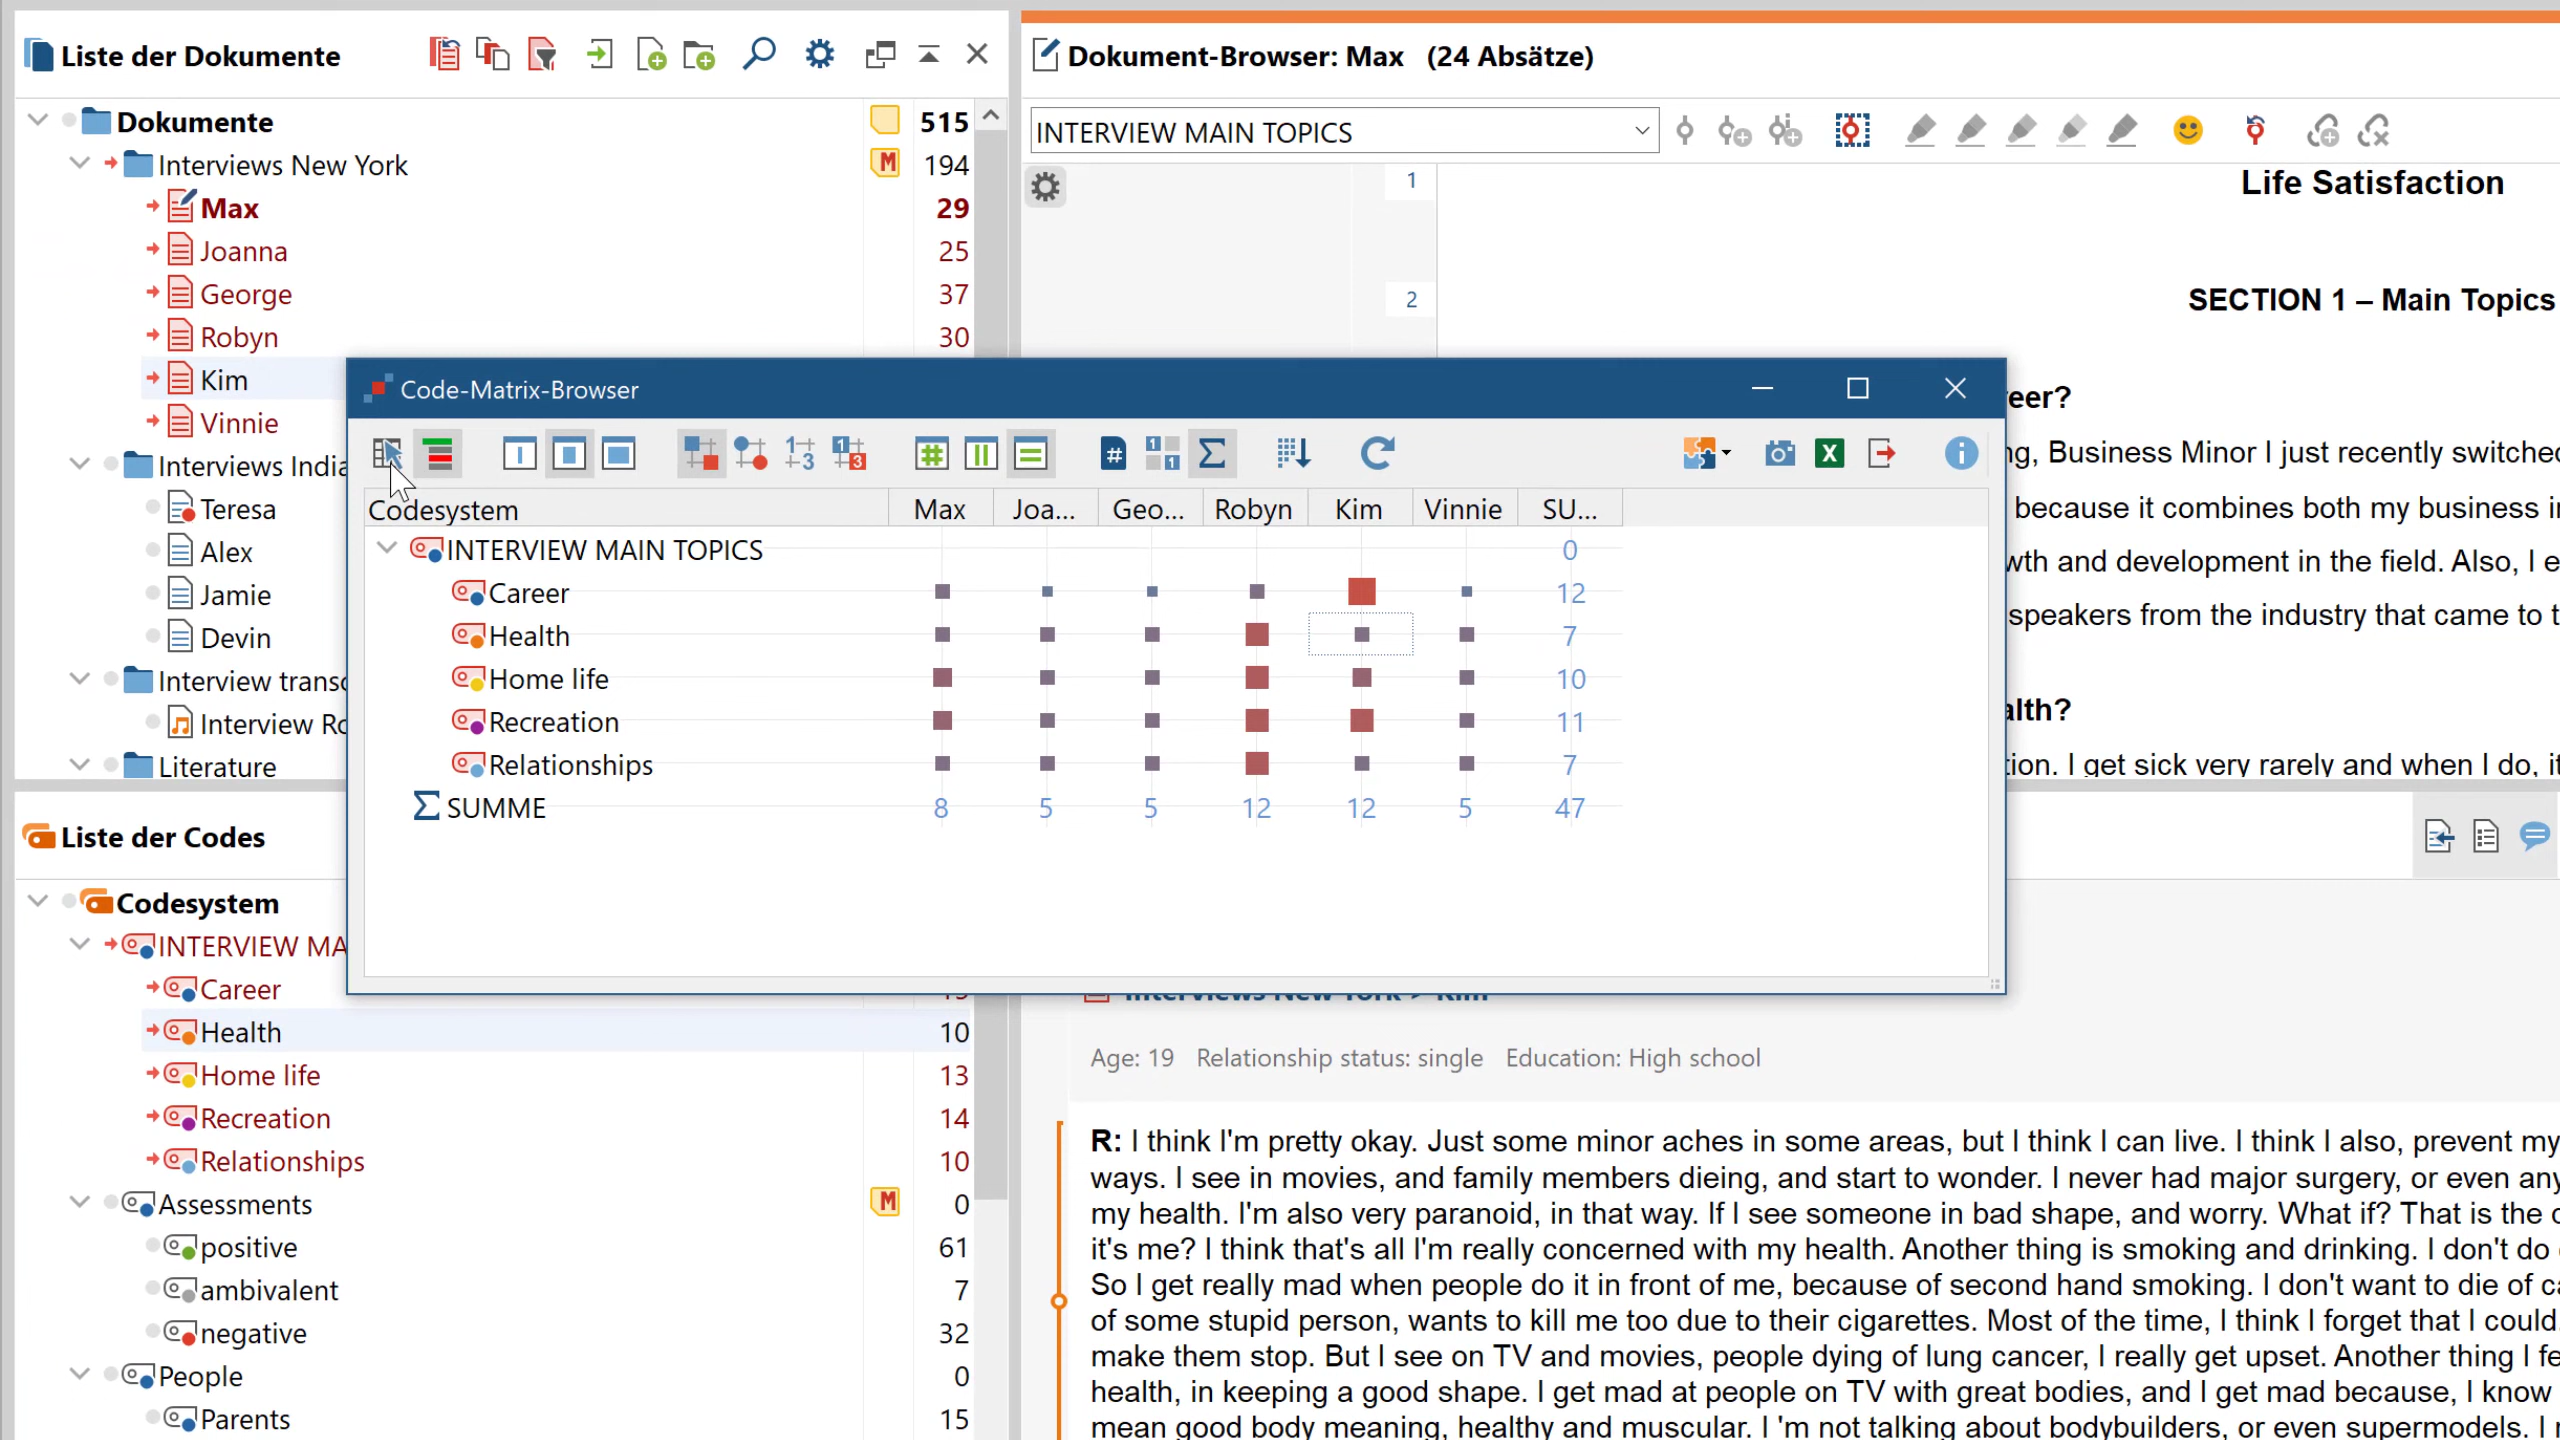 Liste der Dokumente
Dokumente 515
Interviews New York M 194
Max 29
Joanna 25
George 37
Robyn 30
Kim
Vinnie
Interviews India
Teresa
Alex
Jamie
Devin
Interview trans
Interview Ro
Literature
Liste der Codes
Codesystem
INTERVIEW MA
Career
Health 10
Home life 13
Recreation 14
Relationships 10
Assessments M 0
positive 61
ambivalent 7
negative 32
People 0
Parents 15
Dokument-Browser: Max (24 Absätze)
INTERVIEW MAIN TOPICS
1 Life Satisfaction
2 SECTION 1 – Main Topics
eer?
ng, Business Minor I just recently switche
because it combines both my business i
wth and development in the field. Also, I e
speakers from the industry that came to t
alth?
tion. I get sick very rarely and when I do, it
Code-Matrix-Browser
Codesystem Max Joa... Geo... Robyn Kim Vinnie SU...
INTERVIEW MAIN TOPICS 0
Career 12
Health 7
Home life 10
Recreation 11
Relationships 7
SUMME 8 5 5 12 12 5 47
Interviews New York > Kim
Age: 19 Relationship status: single Education: High school
R: I think I'm pretty okay. Just some minor aches in some areas, but I think I can live. I think I also, prevent my
ways. I see in movies, and family members dieing, and start to wonder. I never had major surgery, or even any
my health. I'm also very paranoid, in that way. If I see someone in bad shape, and worry. What if? That is the
it's me? I think that's all I'm really concerned with my health. Another thing is smoking and drinking. I don't do
So I get really mad when people do it in front of me, because of second hand smoking. I don't want to die of ca
of some stupid person, wants to kill me too due to their cigarettes. Most of the time, I think I forget that I could
make them stop. But I see on TV and movies, people dying of lung cancer, I really get upset. Another thing I fe
health, in keeping a good shape. I get mad at people on TV with great bodies, and I get mad because, I know
mean good body meaning, healthy and muscular. I 'm not talking about bodybuilders, or even supermodels. I